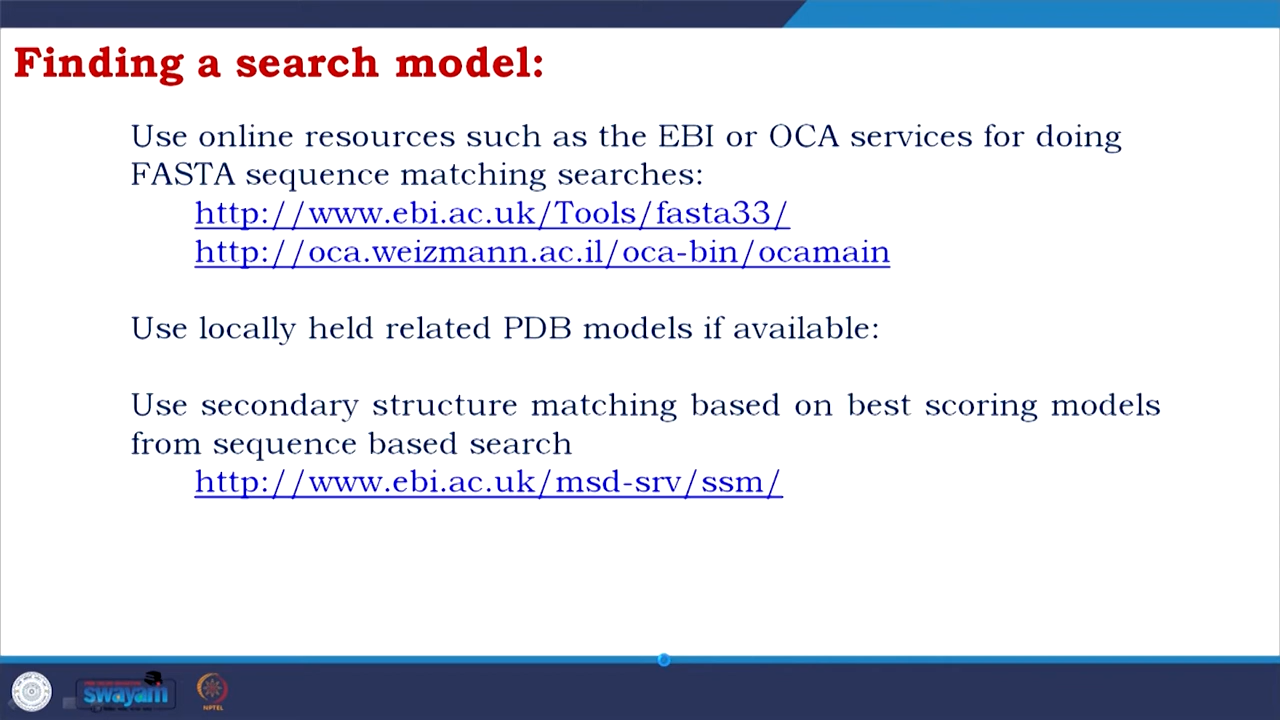 Finding a search model:
Use online resources such as the EBI or OCA services for doing
FASTA sequence matching searches:
http://www.ebi.ac.uk/Tools/fasta33/
http://oca.weizmann.ac.il/oca-bin/ocamain
Use locally held related PDB models if available:
Use secondary structure matching based on best scoring models
from sequence based search
http://www.ebi.ac.uk/msd-srv/ssm/
swayam
NPTEL